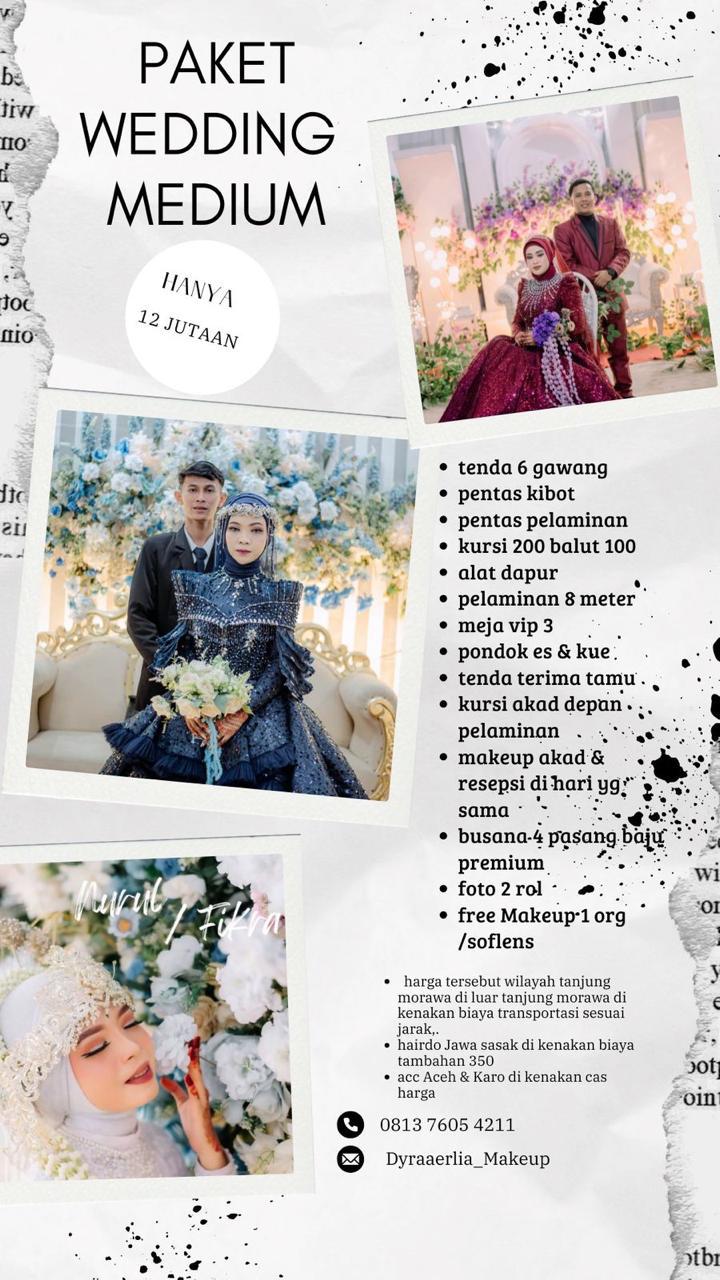 PAKET
WEDDING
MEDIUM
HANYA
12 JUTAAN
• tenda 6 gawang
• pentas kibot
• pentas pelaminan
• kursi 200 balut 100
• alat dapur
• pelaminan 8 meter
• meja vip 3
• pondok es & kue
• tenda terima tamu
• kursi akad depan
pelaminan
• makeup akad &
resepsi di hari yg
sama
• busana 4 pasang baju
premium
• foto 2 rol
• free Makeup 1 org
/soflens
Nurul / Fikra
• harga tersebut wilayah tanjung
morawa di luar tanjung morawa di
kenakan biaya transportasi sesuai
jarak,.
• hairdo Jawa sasak di kenakan biaya
tambahan 350
• acc Aceh & Karo di kenakan cas
harga
0813 7605 4211
Dyraaerlia_Makeup